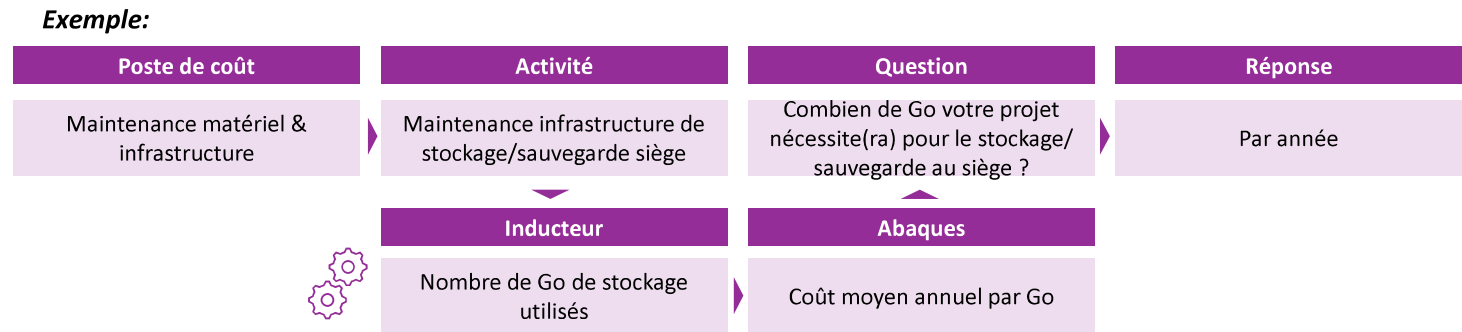 Exemple:
Poste de coût
Activité
Question
Réponse
Maintenance matériel &
infrastructure
Maintenance infrastructure de
stockage/sauvegarde siège
Combien de Go votre projet
nécessite(ra) pour le stockage/
sauvegarde au siège ?
Par année
Inducteur
Abaques
Nombre de Go de stockage
utilisés
Coût moyen annuel par Go